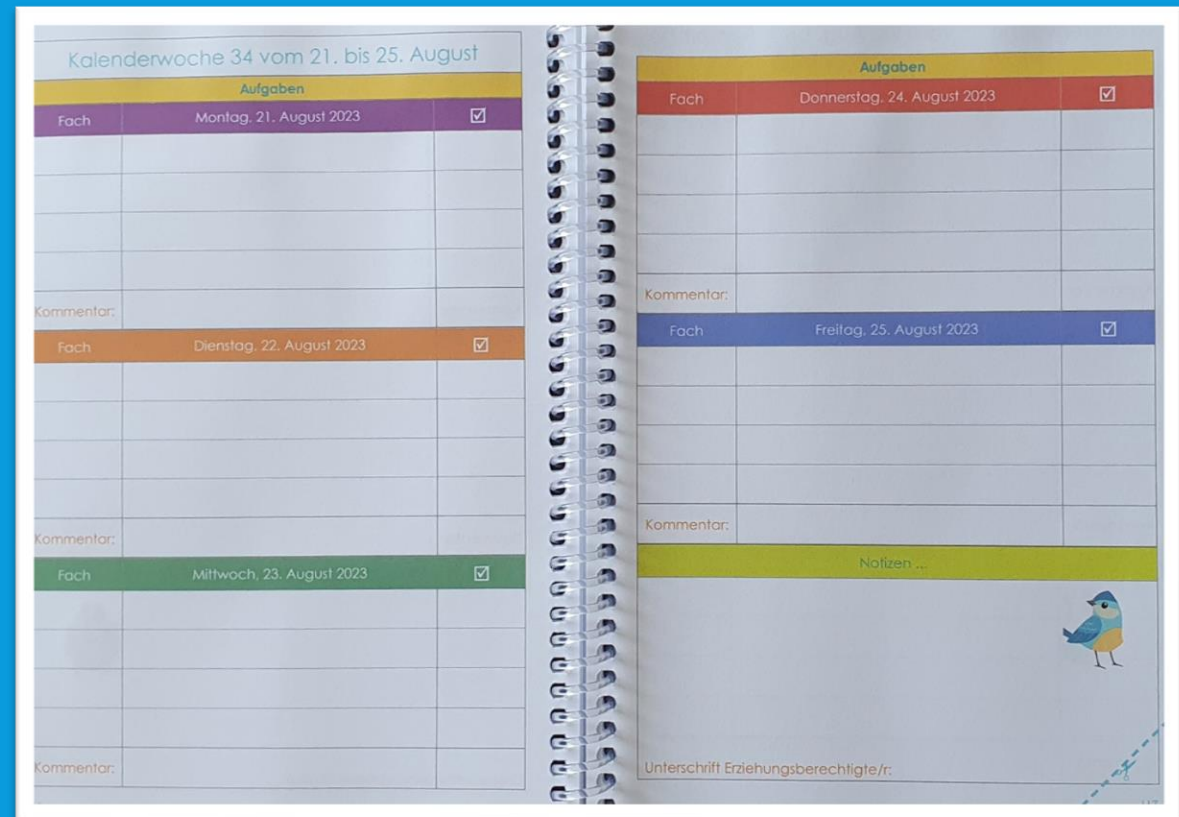 Kalenderwoche 34 vom 21. bis 25. August
Aufgaben
Fach Montag, 21. August 2023 ☑
Kommentar:
Fach Dienstag, 22. August 2023 ☑
Kommentar:
Fach Mittwoch, 23. August 2023 ☑
Kommentar:
Aufgaben
Fach Donnerstag, 24. August 2023 ☑
Kommentar:
Fach Freitag, 25. August 2023 ☑
Kommentar:
Notizen ...
Unterschrift Erziehungsberechtigte/r: